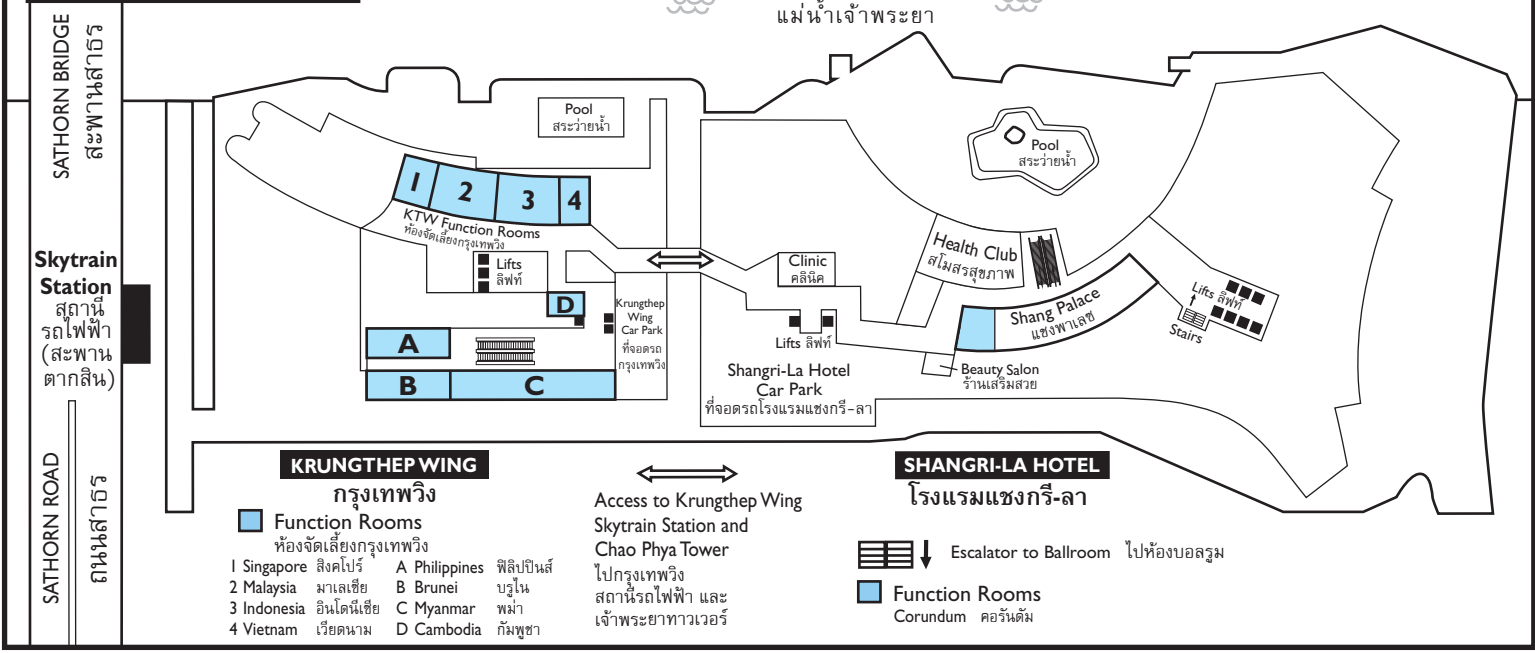 แม่น้ำเจ้าพระยา
SATHORN BRIDGE
สะพานสาธร
Skytrain
Station
สถานี
รถไฟฟ้า
(สะพาน
ตากสิน)
SATHORN ROAD
ถนนสาธร
Pool
สระว่ายน้ำ
1
2
3
4
KTW Function Rooms
ห้องจัดเลี้ยงกรุงเทพวิง
Lifts
ลิฟท์
D
A
B
C
Krungthep
Wing
Car Park
ที่จอดรถ
กรุงเทพวิง
Pool
สระว่ายน้ำ
Clinic
คลินิค
Health Club
สโมสรสุขภาพ
Lifts ลิฟท์
Shang Palace
แชงพาเลซ
Lifts ลิฟท์
Stairs
Beauty Salon
ร้านเสริมสวย
Shangri-La Hotel
Car Park
ที่จอดรถโรงแรมแชงกรี-ลา
KRUNGTHEP WING
กรุงเทพวิง
Function Rooms
ห้องจัดเลี้ยงกรุงเทพวิง
1 Singapore สิงคโปร์ A Philippines ฟิลิปปินส์
2 Malaysia มาเลเซีย B Brunei บรูไน
3 Indonesia อินโดนีเซีย C Myanmar พม่า
4 Vietnam เวียดนาม D Cambodia กัมพูชา
Access to Krungthep Wing
Skytrain Station and
Chao Phya Tower
ไปกรุงเทพวิง
สถานีรถไฟฟ้า และ
เจ้าพระยาทาวเวอร์
SHANGRI-LA HOTEL
โรงแรมแชงกรี-ลา
Escalator to Ballroom ไปห้องบอลรูม
Function Rooms
Corundum คอรันดัม